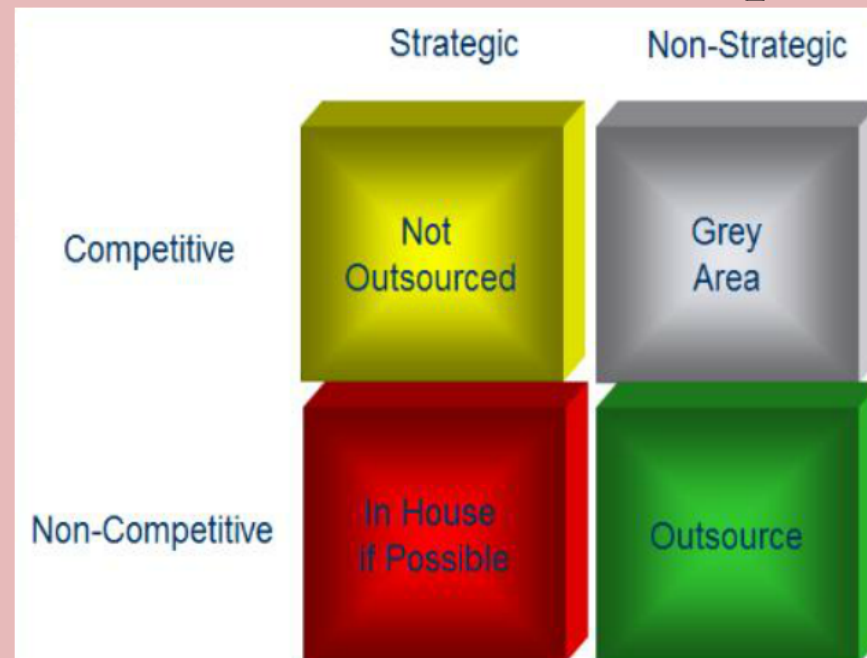 Strategic
Non-Strategic
Competitive
Not
Outsourced
Grey
Area
Non-Competitive
In House
if Possible
Outsource